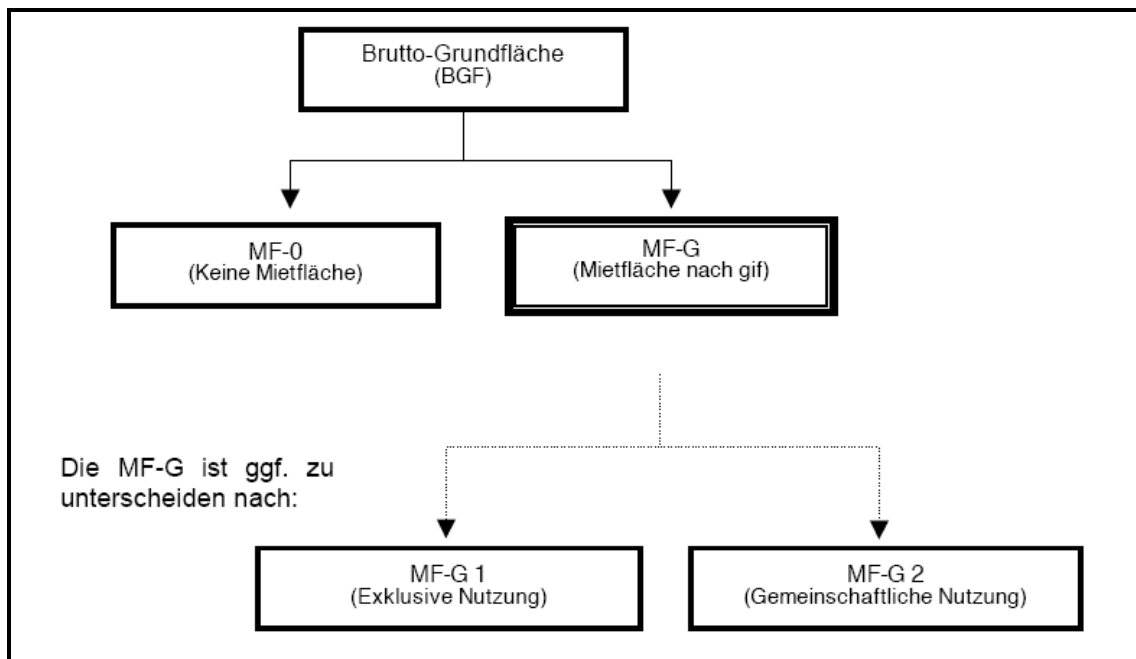 Brutto-Grundfläche
(BGF)
MF-0
(Keine Mietfläche)
MF-G
(Mietfläche nach gif)
Die MF-G ist ggf. zu
unterscheiden nach:
MF-G 1
(Exklusive Nutzung)
MF-G 2
(Gemeinschaftliche Nutzung)